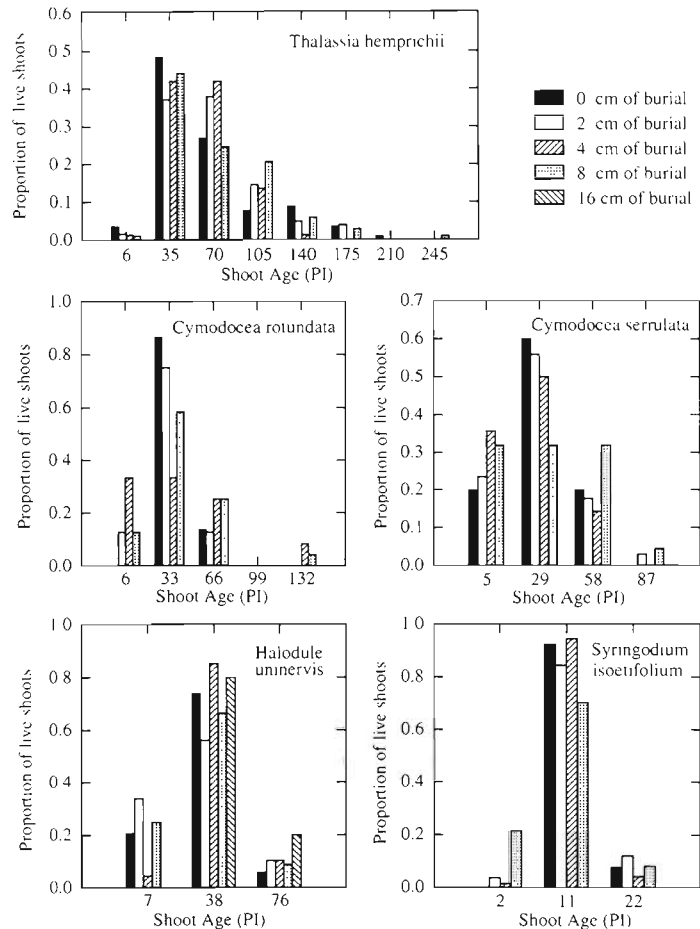 Thalassia hemprichii
Proportion of live shoots
0.6
0.5
0.4
0.3
0.2
0.1
0.0
6 35 70 105 140 175 210 245
Shoot Age (PI)
0 cm of burial
2 cm of burial
4 cm of burial
8 cm of burial
16 cm of burial
Cymodocea rotundata
Proportion of live shoots
1.0
0.8
0.6
0.4
0.2
0.0
6 33 66 99 132
Shoot Age (PI)
Cymodocea serrulata
Proportion of live shoots
0.7
0.6
0.5
0.4
0.3
0.2
0.1
0.0
5 29 58 87
Shoot Age (PI)
Halodule
uninervis
Proportion of live shoots
1 0
0.8
0.6
0.4
0.2
0.0
7 38 76
Shoot Age (PI)
Syringodium
isoetifolium
Proportion of live shoots
1 0
0.8
0.6
0.4
0.2
0.0
2 11 22
Shoot Age (PI)